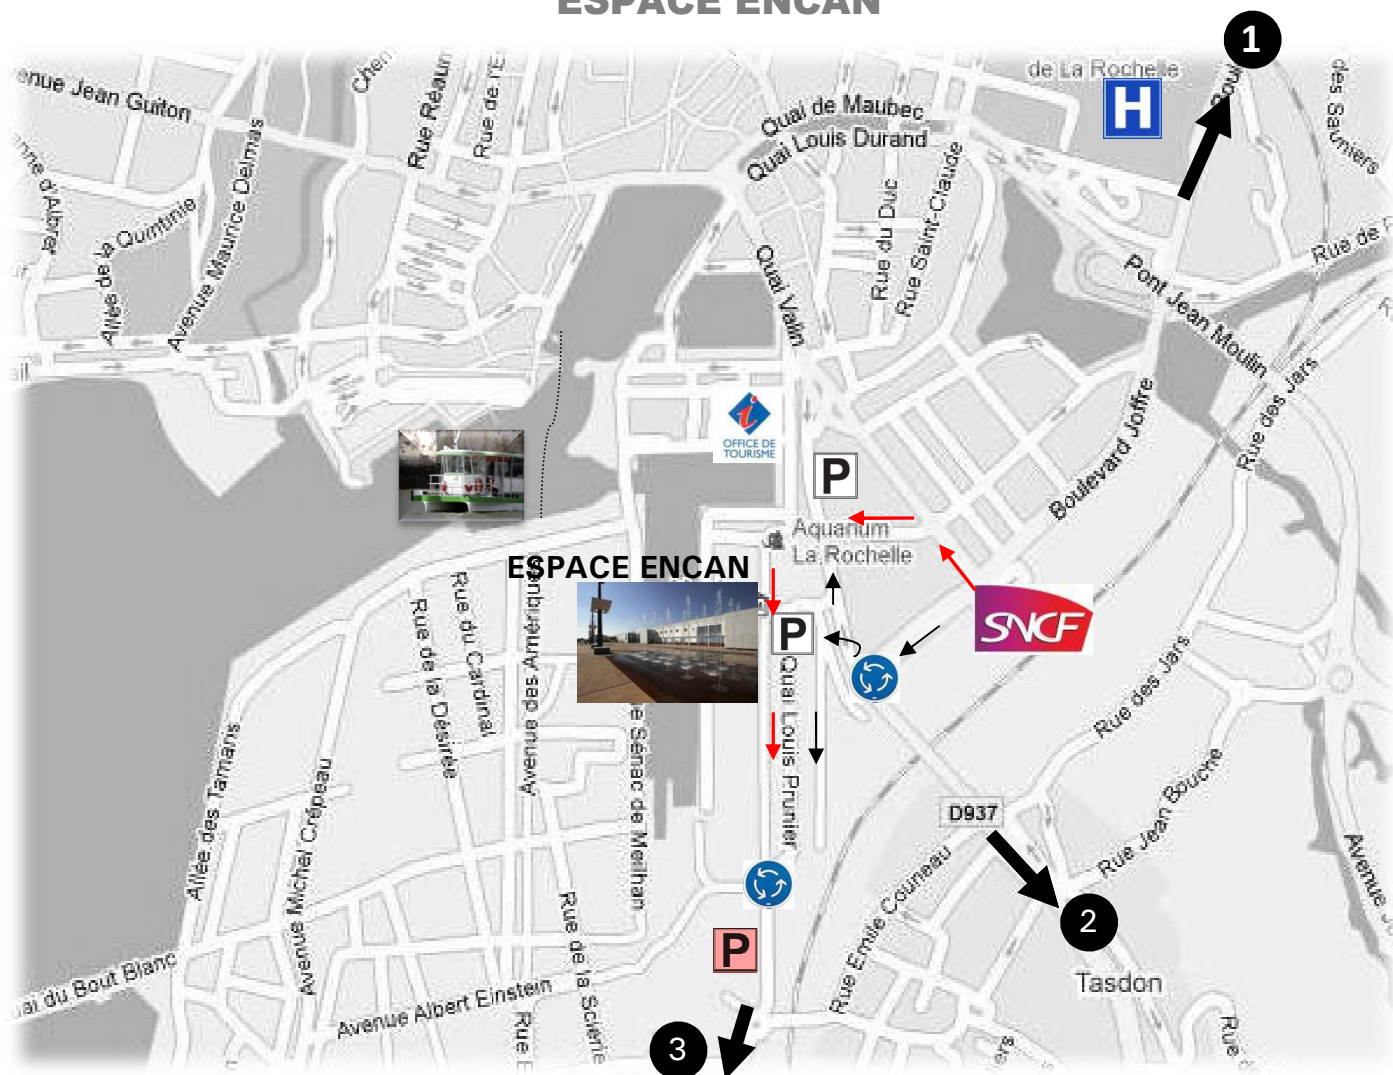 ESPACE ENCAN
1
de La Rochelle
H
des Sauniers
enue Jean Guiton
Rue Réaum
Rue de l'E
Quai de Maubec
Quai Louis Durand
Avenue Maurice Delmas
Allée de la Quintinie
Rue du Duc
Rue Saint-Claude
Quai Valin
Pont Jean Moulin
Rue de
Rue des Jars
Boulevard Joffre
i
OFFICE DE
TOURISME
P
Aquarium
La Rochelle
ESPACE ENCAN
SNCF
P
Rue du Cardinal
Rue de la Désirée
Avenue des Amériques
Quai Louis Prunier
e Sénac de Meilhan
Rue des Jars
Rue Jean Bouche
Allée des Tamaris
Avenue Michel Crépeau
D937
Rue Emile Couneau
2
Avenue J
Tasdon
P
Rue de la Scierie
ai du Bout Blanc
Avenue Albert Einstein
3